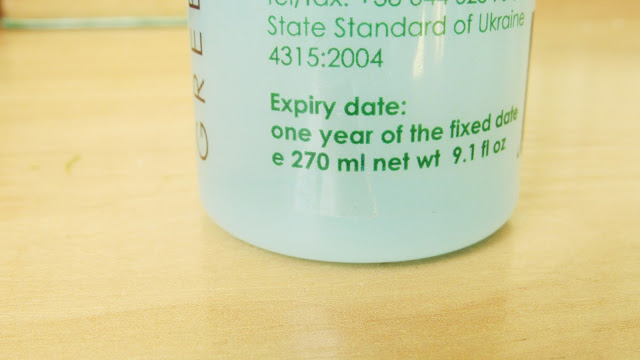 State Standard of Ukraine
4315:2004
Expiry date:
one year of the fixed date
e 270 ml net wt 9.1 fl oz
GREE